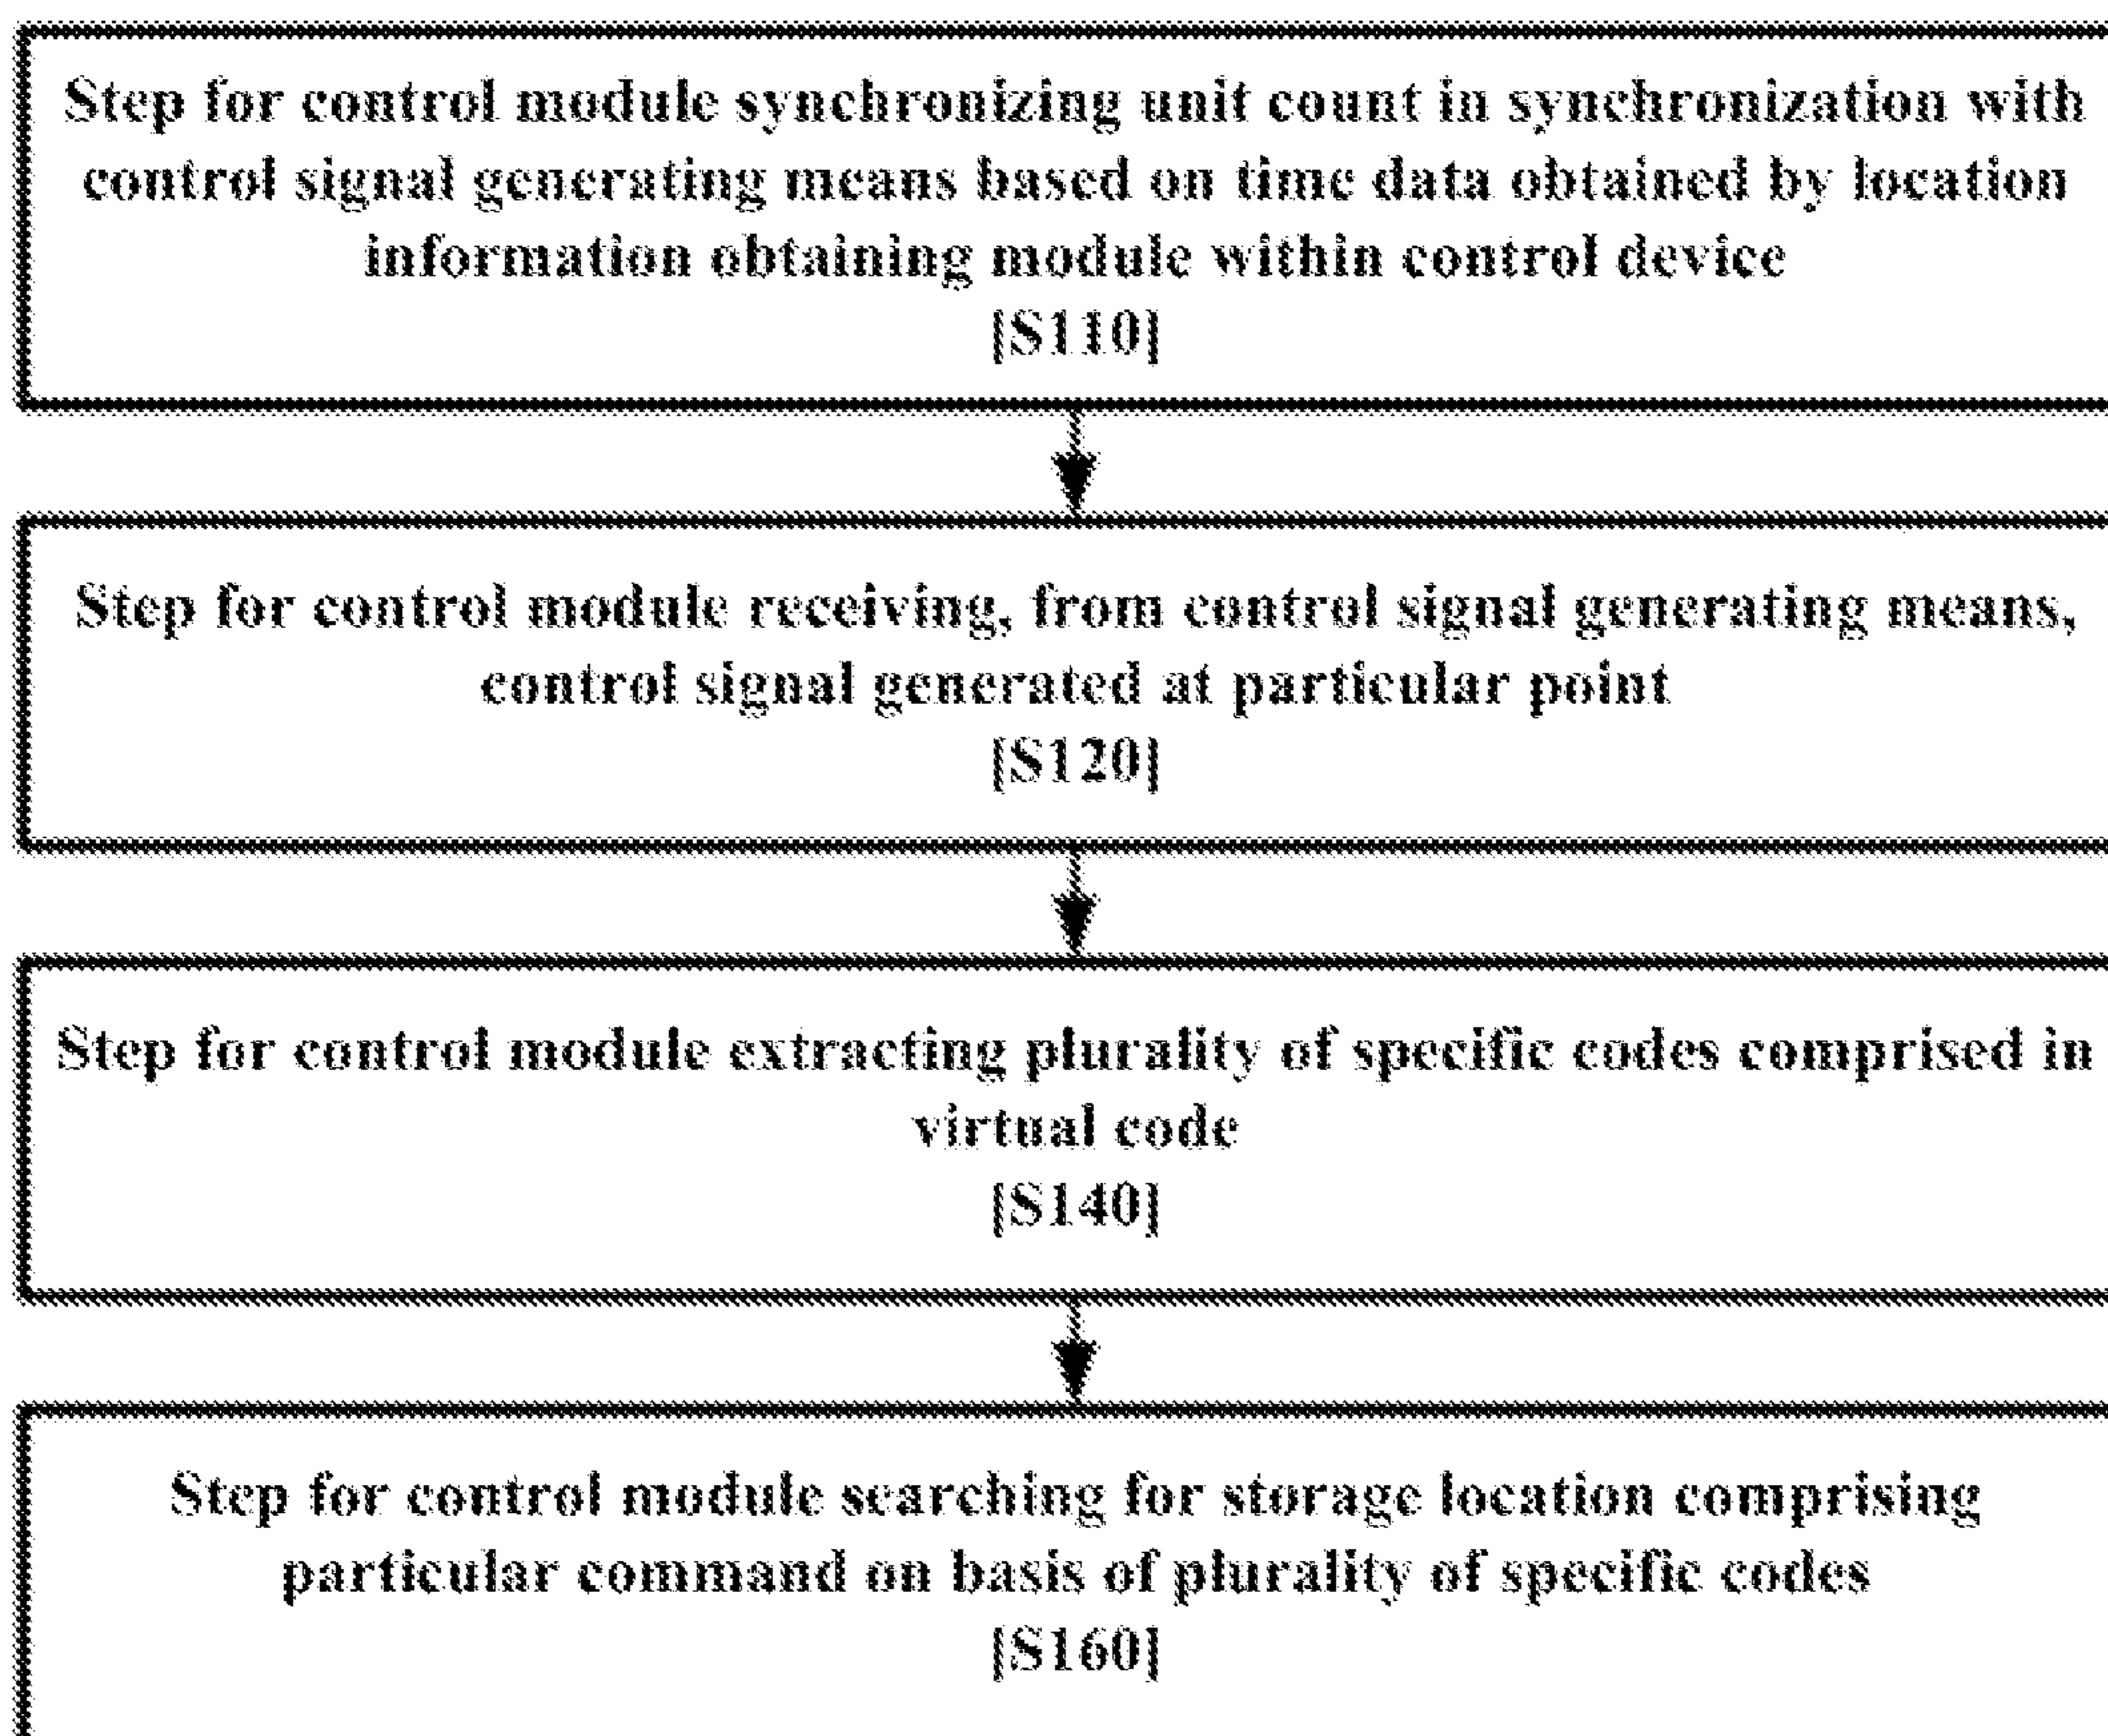 Step for control module synchronizing unit count in synchronization with
control signal generating means based on time data obtained by location
information obtaining module within control device
[S110]
Step for control module receiving, from control signal generating means,
control signal generated at particular point
[S120]
Step for control module extracting plurality of specific codes comprised in
virtual code
[S140]
Step for control module searching for storage location comprising
particular command on basis of plurality of specific codes
[S160]